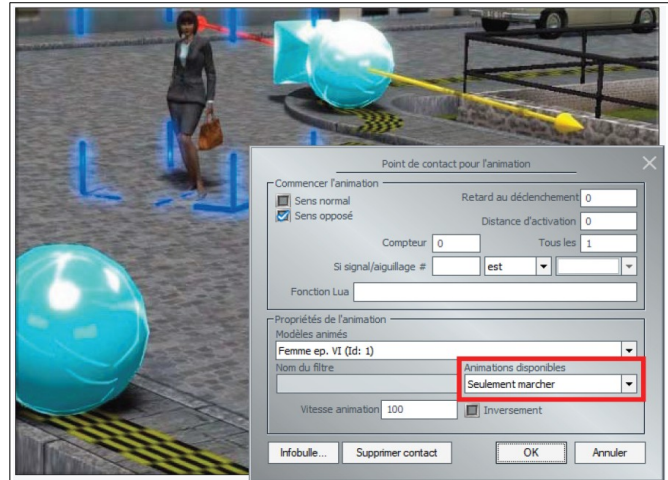 Point de contact pour l'animation
Commencer l'animation
Sens normal
Retard au déclenchement 0
Sens opposé
Distance d'activation 0
Compteur 0
Tous les 1
Si signal/aiguillage #
est
Fonction Lua
Propriétés de l'animation
Modèles animés
Femme ep. VI (Id: 1)
Nom du filtre
Animations disponibles
Seulement marcher
Vitesse animation 100
Inversement
Infobulle...
Supprimer contact
OK
Annuler